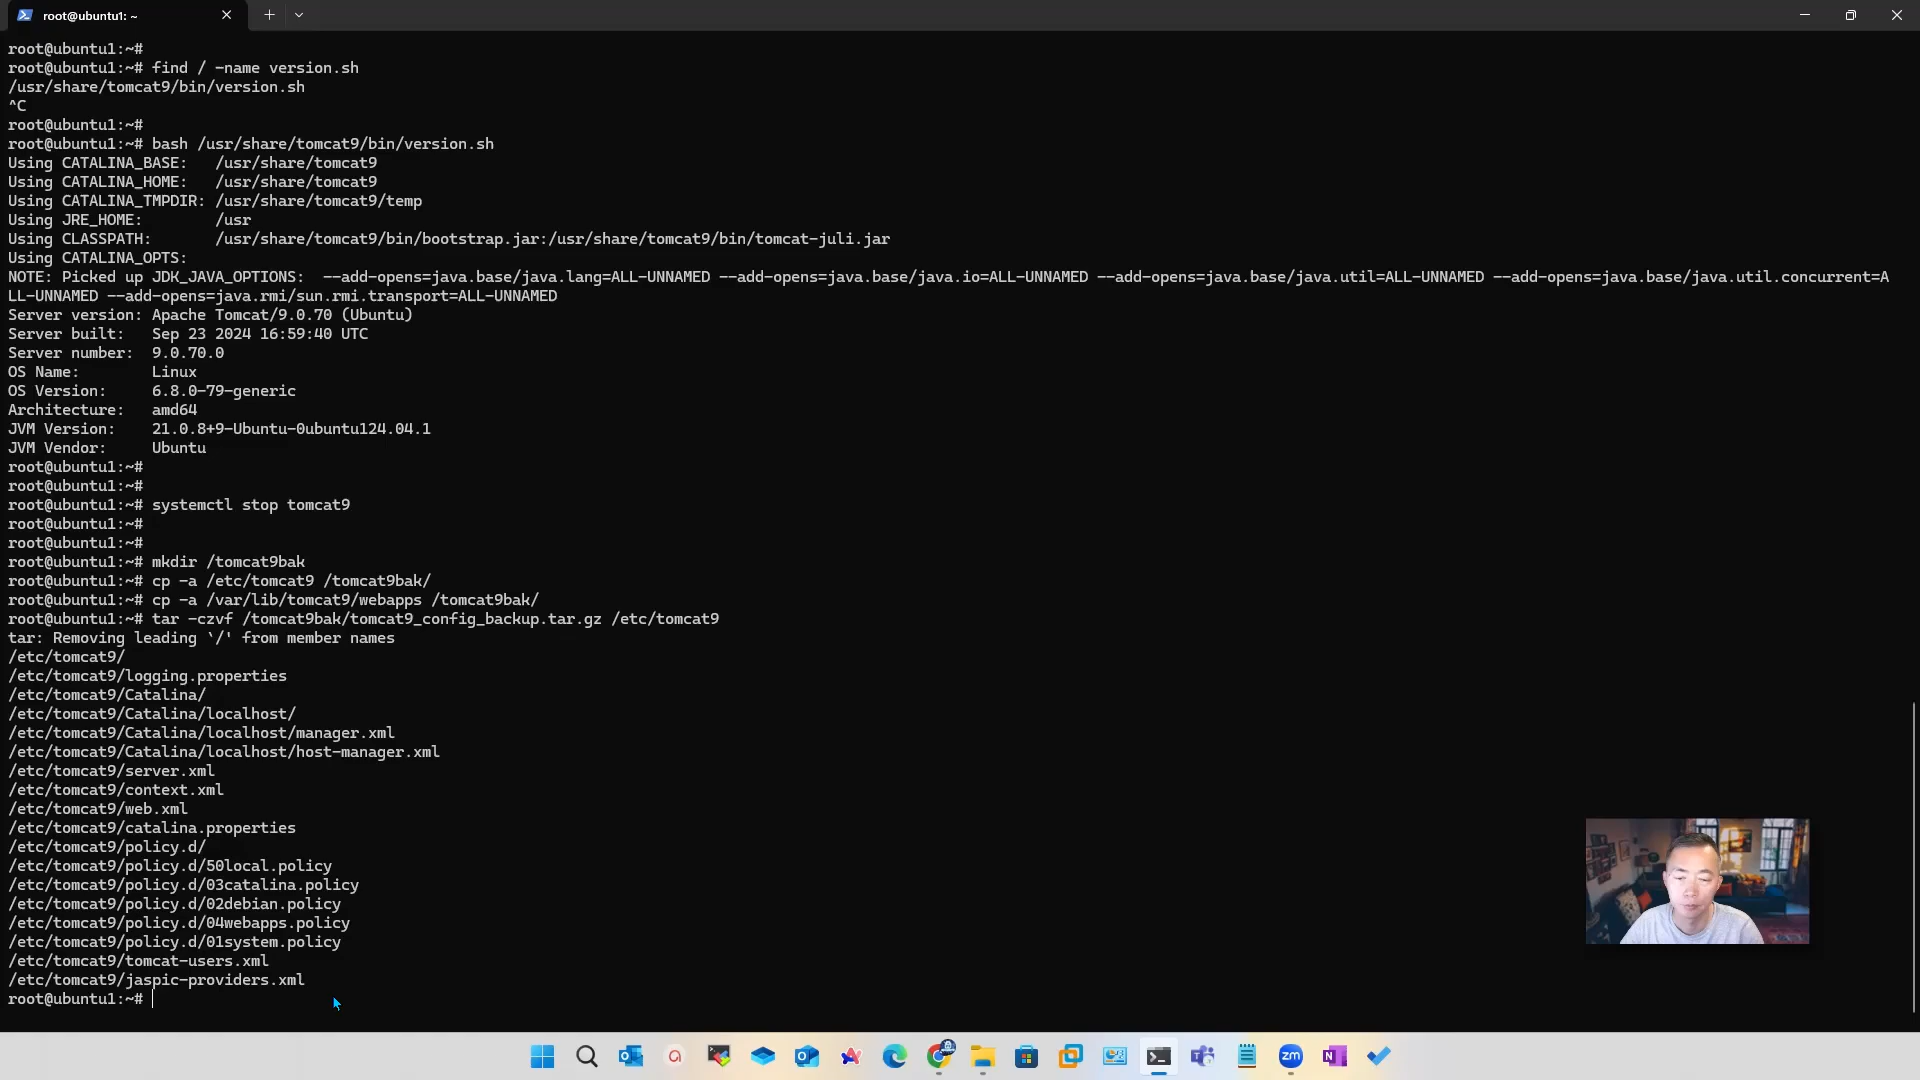 root@ubuntu1: ~
root@ubuntu1:~#
root@ubuntu1:~# find / -name version.sh
/usr/share/tomcat9/bin/version.sh
^C
root@ubuntu1:~#
root@ubuntu1:~# bash /usr/share/tomcat9/bin/version.sh
Using CATALINA_BASE:   /usr/share/tomcat9
Using CATALINA_HOME:   /usr/share/tomcat9
Using CATALINA_TMPDIR: /usr/share/tomcat9/temp
Using JRE_HOME:        /usr
Using CLASSPATH:       /usr/share/tomcat9/bin/bootstrap.jar:/usr/share/tomcat9/bin/tomcat-juli.jar
Using CATALINA_OPTS:
NOTE: Picked up JDK_JAVA_OPTIONS:  --add-opens=java.base/java.lang=ALL-UNNAMED --add-opens=java.base/java.io=ALL-UNNAMED --add-opens=java.base/java.util=ALL-UNNAMED --add-opens=java.base/java.util.concurrent=A
LL-UNNAMED --add-opens=java.rmi/sun.rmi.transport=ALL-UNNAMED
Server version: Apache Tomcat/9.0.70 (Ubuntu)
Server built:   Sep 23 2024 16:59:40 UTC
Server number:  9.0.70.0
OS Name:        Linux
OS Version:     6.8.0-79-generic
Architecture:   amd64
JVM Version:    21.0.8+9-Ubuntu-0ubuntu124.04.1
JVM Vendor:     Ubuntu
root@ubuntu1:~#
root@ubuntu1:~#
root@ubuntu1:~# systemctl stop tomcat9
root@ubuntu1:~#
root@ubuntu1:~#
root@ubuntu1:~# mkdir /tomcat9bak
root@ubuntu1:~# cp -a /etc/tomcat9 /tomcat9bak/
root@ubuntu1:~# cp -a /var/lib/tomcat9/webapps /tomcat9bak/
root@ubuntu1:~# tar -czvf /tomcat9bak/tomcat9_config_backup.tar.gz /etc/tomcat9
tar: Removing leading `/' from member names
/etc/tomcat9/
/etc/tomcat9/logging.properties
/etc/tomcat9/Catalina/
/etc/tomcat9/Catalina/localhost/
/etc/tomcat9/Catalina/localhost/manager.xml
/etc/tomcat9/Catalina/localhost/host-manager.xml
/etc/tomcat9/server.xml
/etc/tomcat9/context.xml
/etc/tomcat9/web.xml
/etc/tomcat9/catalina.properties
/etc/tomcat9/policy.d/
/etc/tomcat9/policy.d/50local.policy
/etc/tomcat9/policy.d/03catalina.policy
/etc/tomcat9/policy.d/02debian.policy
/etc/tomcat9/policy.d/04webapps.policy
/etc/tomcat9/policy.d/01system.policy
/etc/tomcat9/tomcat-users.xml
/etc/tomcat9/jaspic-providers.xml
root@ubuntu1:~#
zm